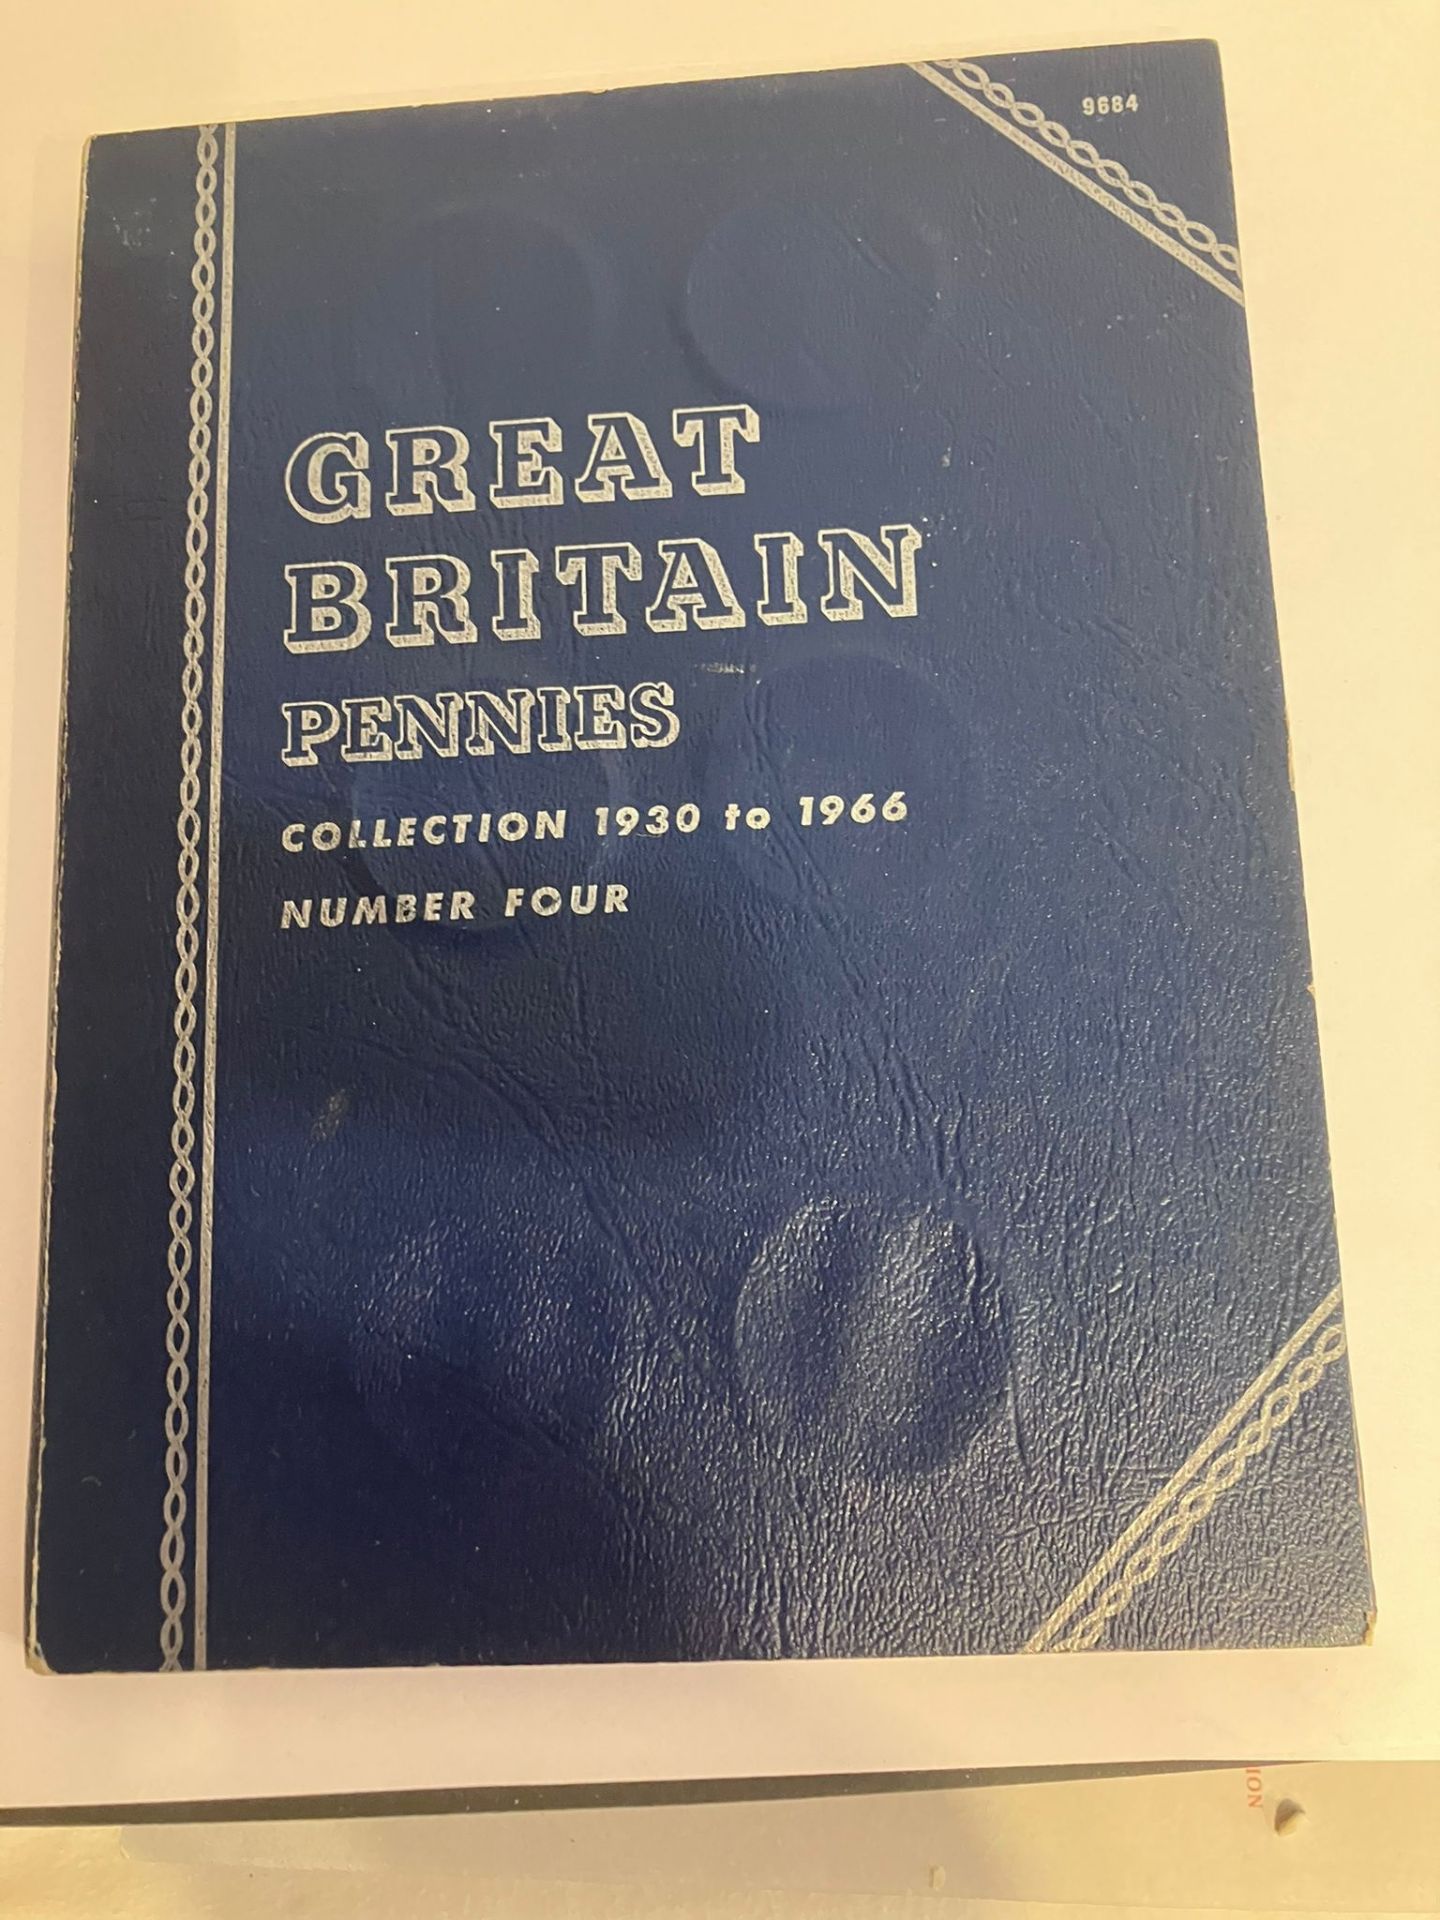 9684
GREAT
BRITAIN
PENNIES
COLLECTION 1930 to 1966
NUMBER FOUR